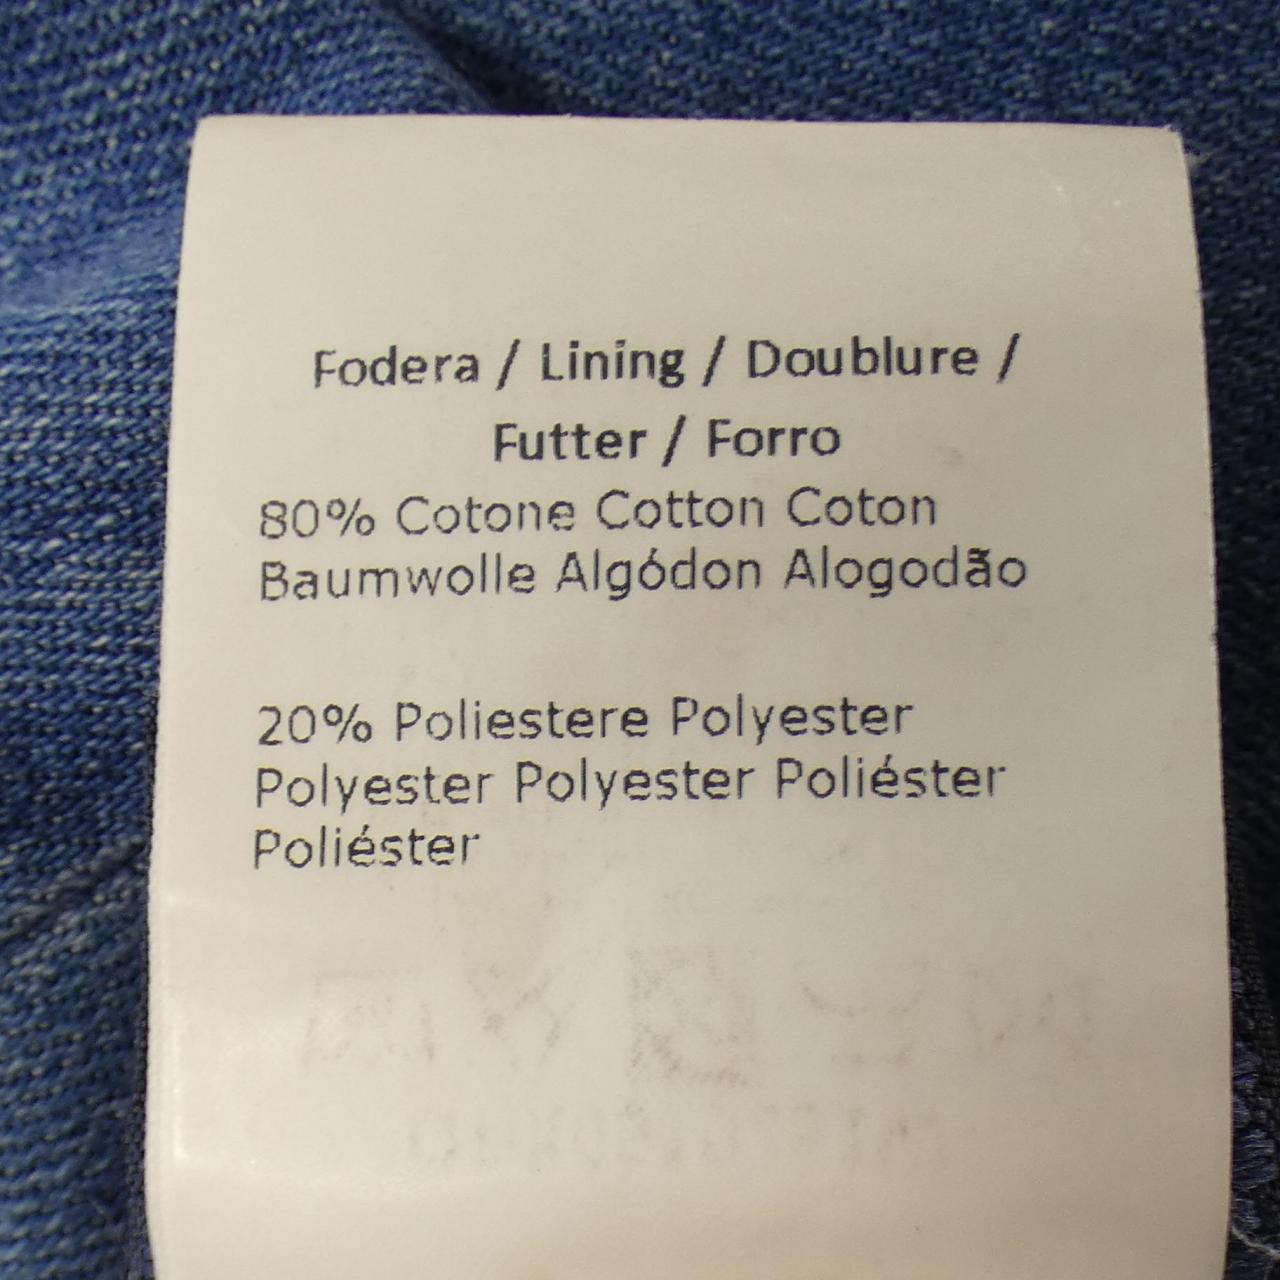 Fodera / Lining / Doublure /
Futter / Forro
80% Cotone Cotton Coton
Baumwolle Algódon Alogodão
20% Poliestere Polyester
Polyester Polyester Poliéster
Poliéster